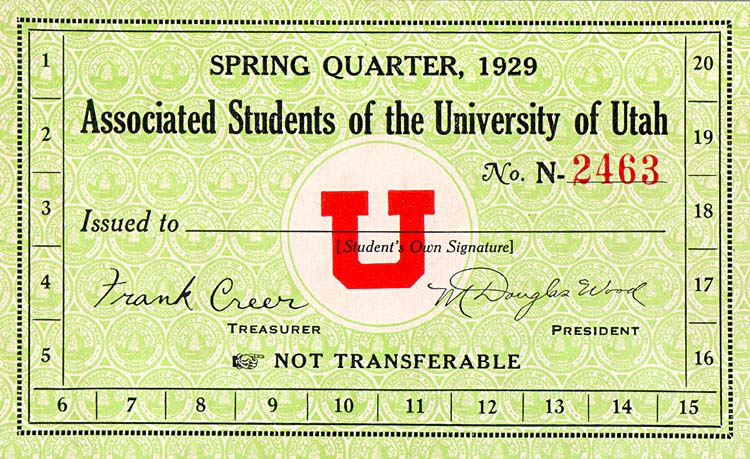 SPRING QUARTER, 1929
Associated Students of the University of Utah
No. N-2463
U
Issued to
[Student's Own Signature]
Frank Creer
M Douglas Wood
TREASURER
PRESIDENT
NOT TRANSFERABLE
1
2
3
4
5
6 7 8 9 10 11 12 13 14 15
16
17
18
19
20